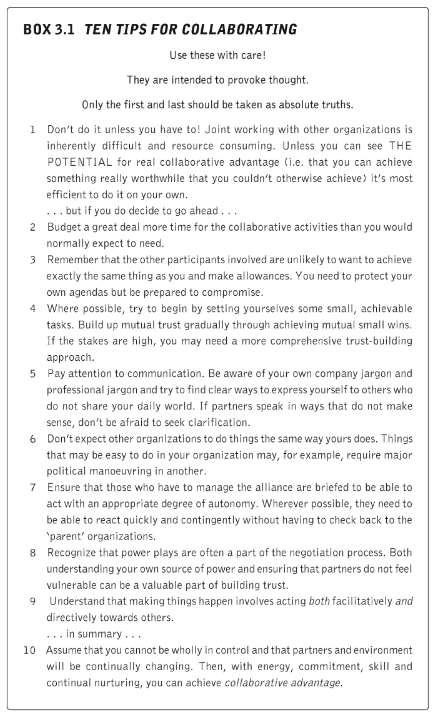 BOX 3.1 TEN TIPS FOR COLLABORATING
Use these with care!
They are intended to provoke thought.
Only the first and last should be taken as absolute truths.
1 Don't do it unless you have to! Joint working with other organizations is
inherently difficult and resource consuming. Unless you can see THE
POTENTIAL for real collaborative advantage (i.e. that you can achieve
something really worthwhile that you couldn't otherwise achieve) it's most
efficient to do it on your own.
. . . but if you do decide to go ahead . . .
2 Budget a great deal more time for the collaborative activities than you would
normally expect to need.
3 Remember that the other participants involved are unlikely to want to achieve
exactly the same thing as you and make allowances. You need to protect your
own agendas but be prepared to compromise.
4 Where possible, try to begin by setting yourselves some small, achievable
tasks. Build up mutual trust gradually through achieving mutual small wins.
If the stakes are high, you may need a more comprehensive trust-building
approach.
5 Pay attention to communication. Be aware of your own company jargon and
professional jargon and try to find clear ways to express yourself to others who
do not share your daily world. If partners speak in ways that do not make
sense, don't be afraid to seek clarification.
6 Don't expect other organizations to do things the same way yours does. Things
that may be easy to do in your organization may, for example, require major
political manoeuvring in another.
7 Ensure that those who have to manage the alliance are briefed to be able to
act with an appropriate degree of autonomy. Wherever possible, they need to
be able to react quickly and contingently without having to check back to the
'parent' organizations.
8 Recognize that power plays are often a part of the negotiation process. Both
understanding your own source of power and ensuring that partners do not feel
vulnerable can be a valuable part of building trust.
9 Understand that making things happen involves acting both facilitatively and
directively towards others.
. . . in summary . . .
10 Assume that you cannot be wholly in control and that partners and environment
will be continually changing. Then, with energy, commitment, skill and
continual nurturing, you can achieve collaborative advantage.